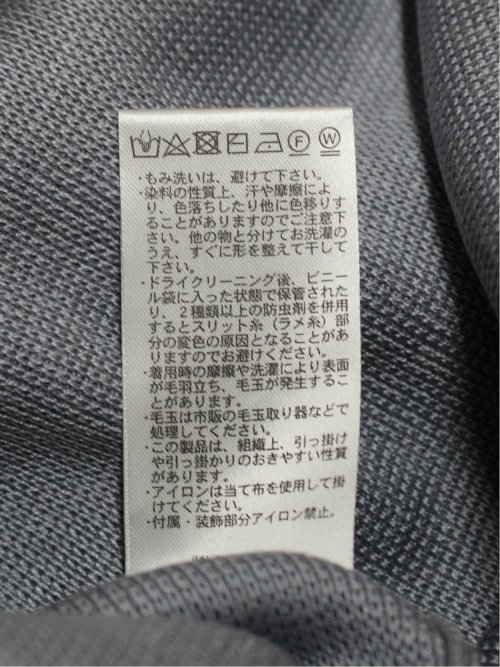 F W
・もみ洗いは、避けて下さい。
・染料の性質上、汗や摩擦によ
り、色落ちしたり他に色移りす
ることがありますのでご注意下
さい。他の物と分けてお洗濯の
うえ、すぐに形を整えて干して
下さい。
・ドライクリーニング後、ビニー
ル袋に入った状態で保管された
り、２種類以上の防虫剤を併用
するとスリット糸（ラメ糸）部
分の変色の原因となることがあ
りますのでお避けください。
・着用時の摩擦や洗濯により表面
が毛羽立ち、毛玉が発生するこ
とがあります。
・毛玉は市販の毛玉取り器などで
処理してください。
・この製品は、組織上、引っ掛け
や引っ掛かりのおきやすい性質
があります。
・アイロンは当て布を使用して掛
けてください。
・付属・装飾部分アイロン禁止。